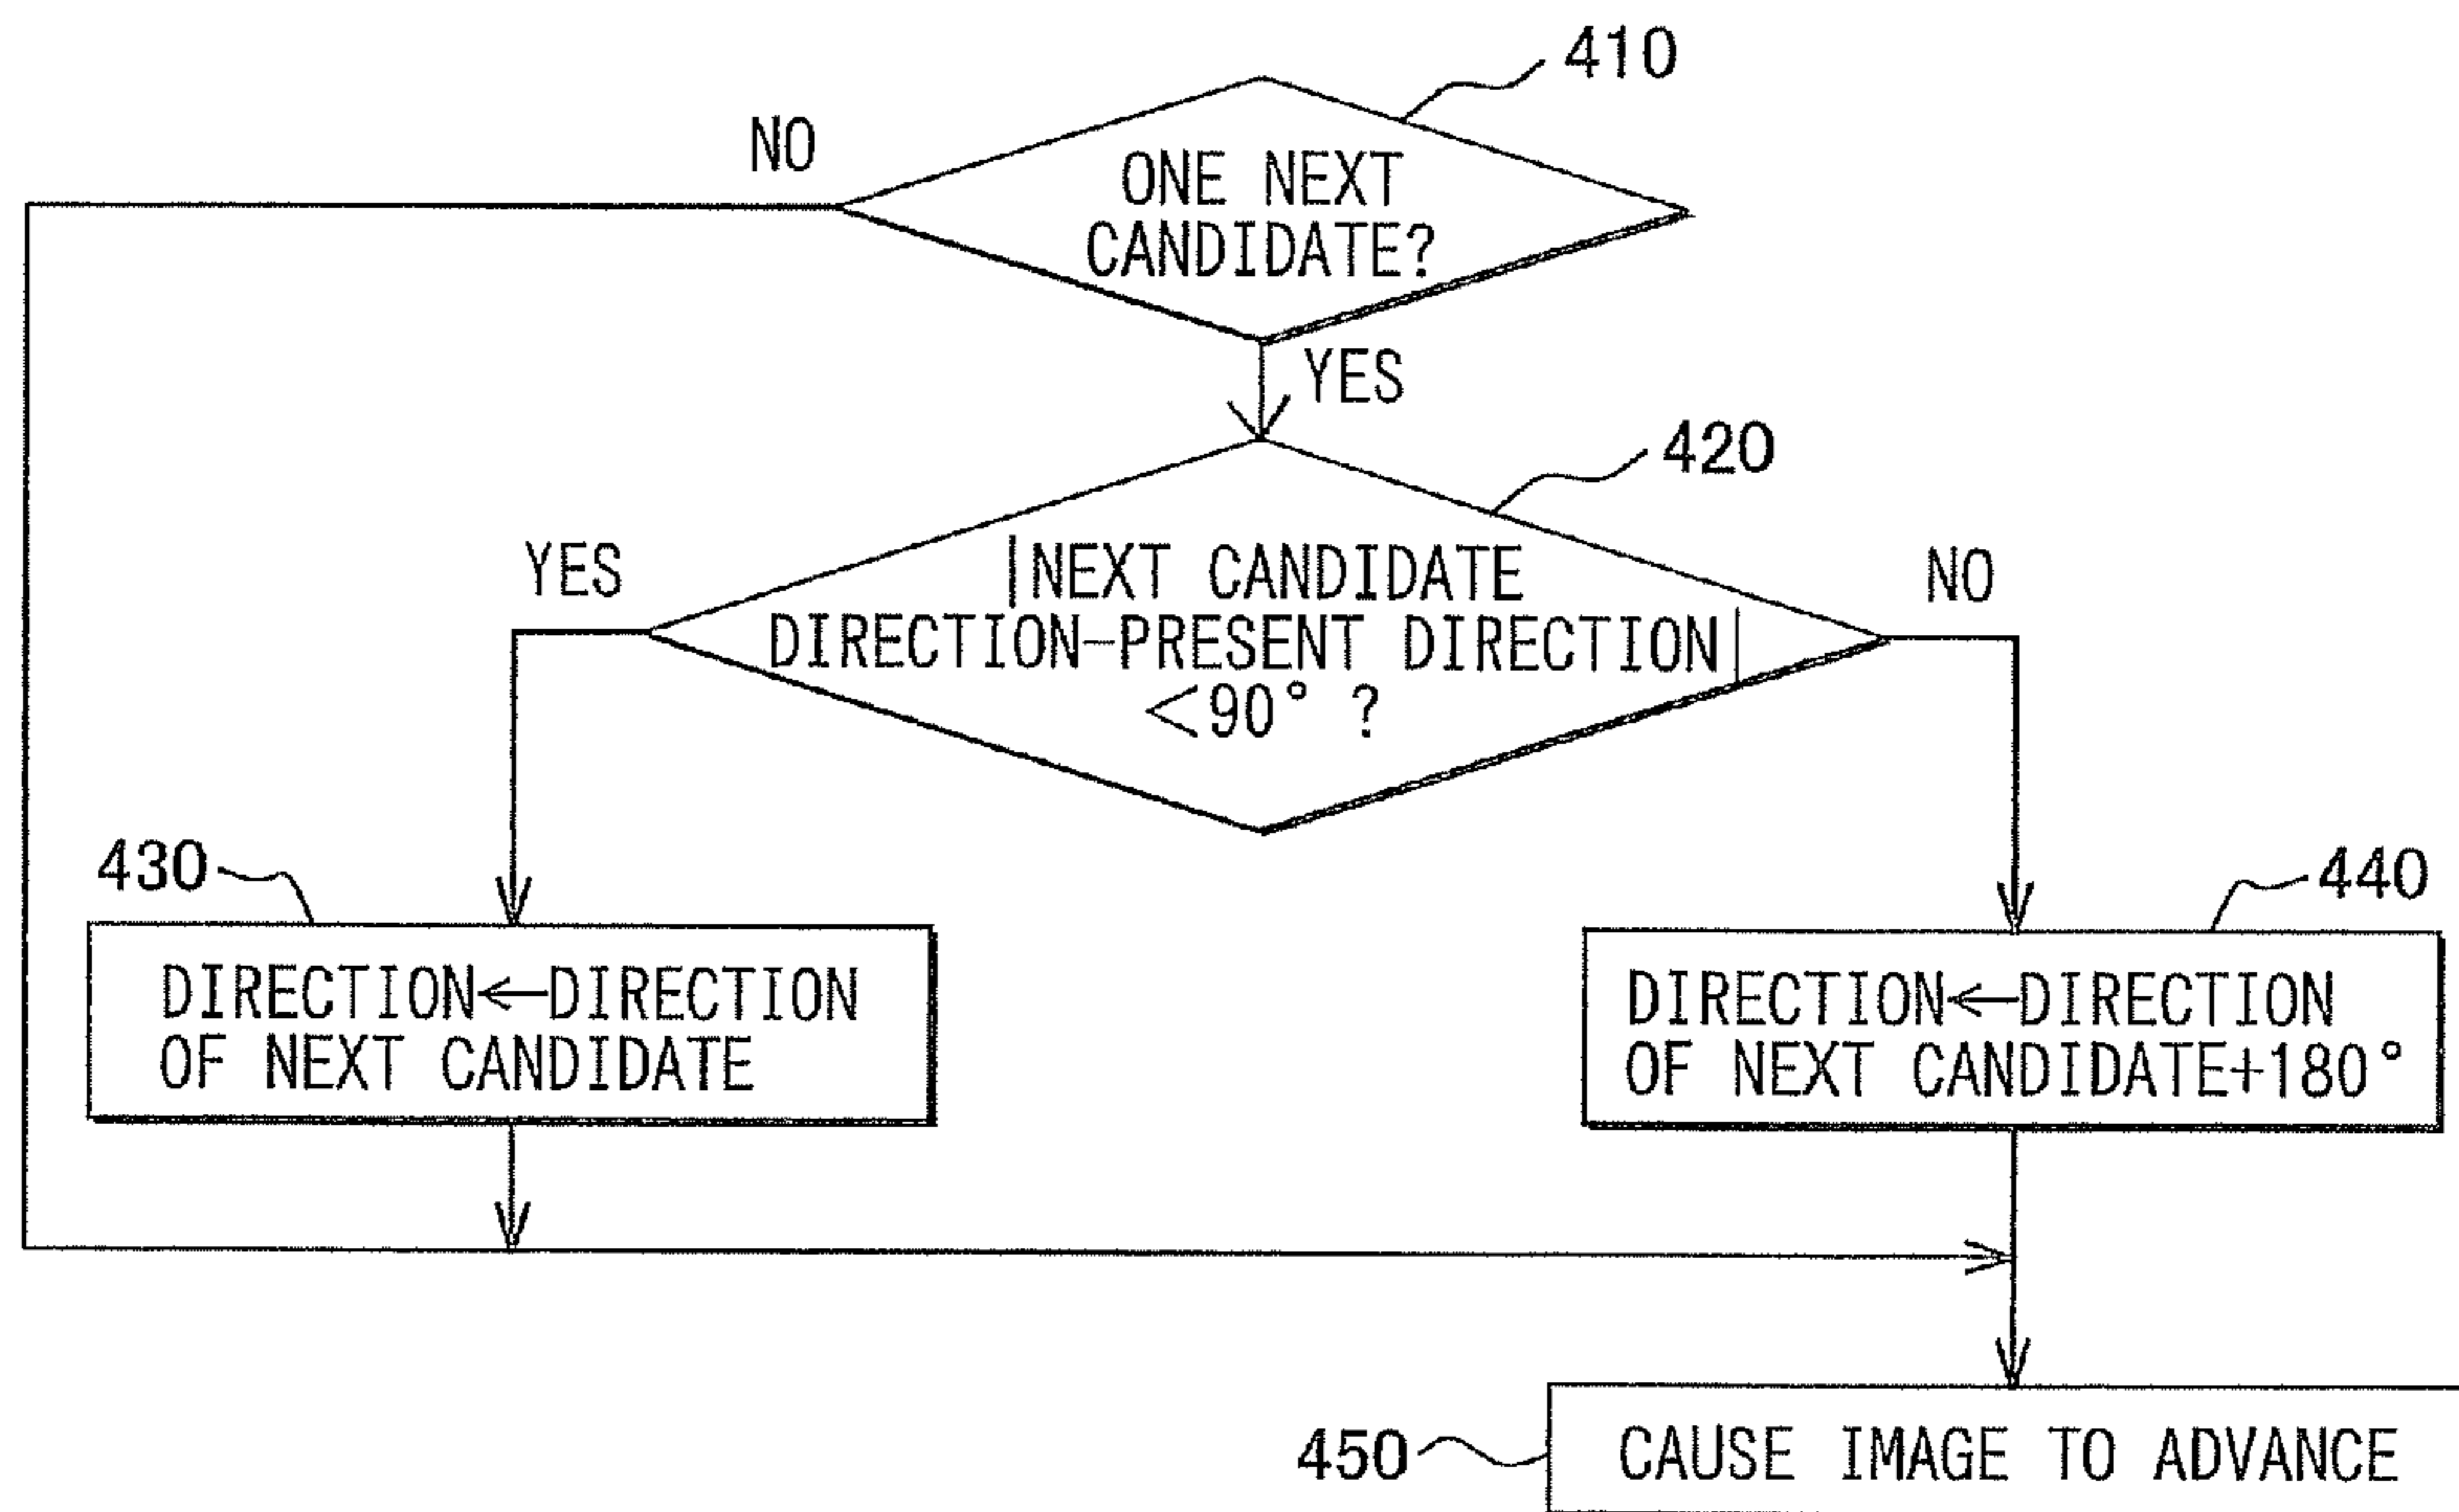 410
NO
ONE NEXT
CANDIDATE?
YES
420
YES
|NEXT CANDIDATE
DIRECTION-PRESENT DIRECTION|
<90° ?
NO
430
440
DIRECTION←DIRECTION
OF NEXT CANDIDATE
DIRECTION←DIRECTION
OF NEXT CANDIDATE+180°
450
CAUSE IMAGE TO ADVANCE